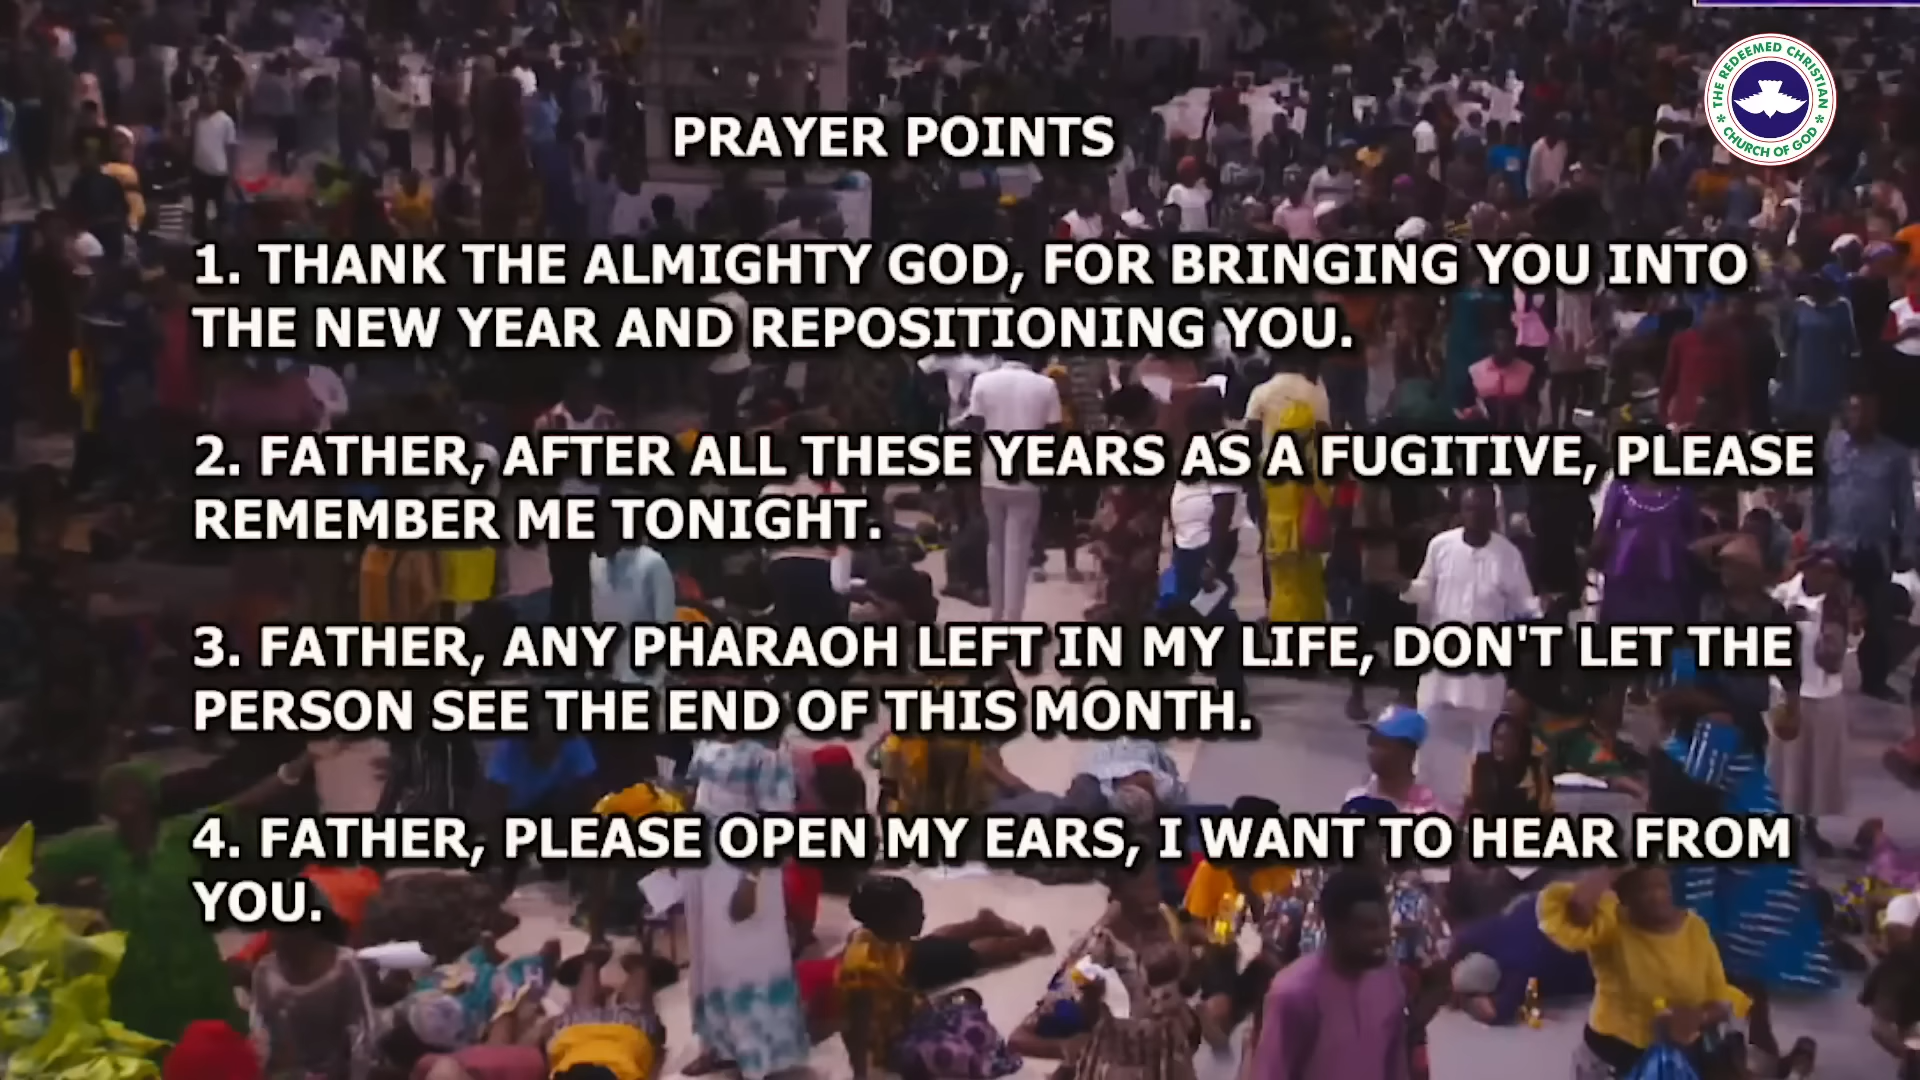 THE REDEEMED CHRISTIAN
* CHURCH OF GOD *
PRAYER POINTS
1. THANK THE ALMIGHTY GOD, FOR BRINGING YOU INTO
THE NEW YEAR AND REPOSITIONING YOU.
2. FATHER, AFTER ALL THESE YEARS AS A FUGITIVE, PLEASE
REMEMBER ME TONIGHT.
3. FATHER, ANY PHARAOH LEFT IN MY LIFE, DON'T LET THE
PERSON SEE THE END OF THIS MONTH.
4. FATHER, PLEASE OPEN MY EARS, I WANT TO HEAR FROM
YOU.